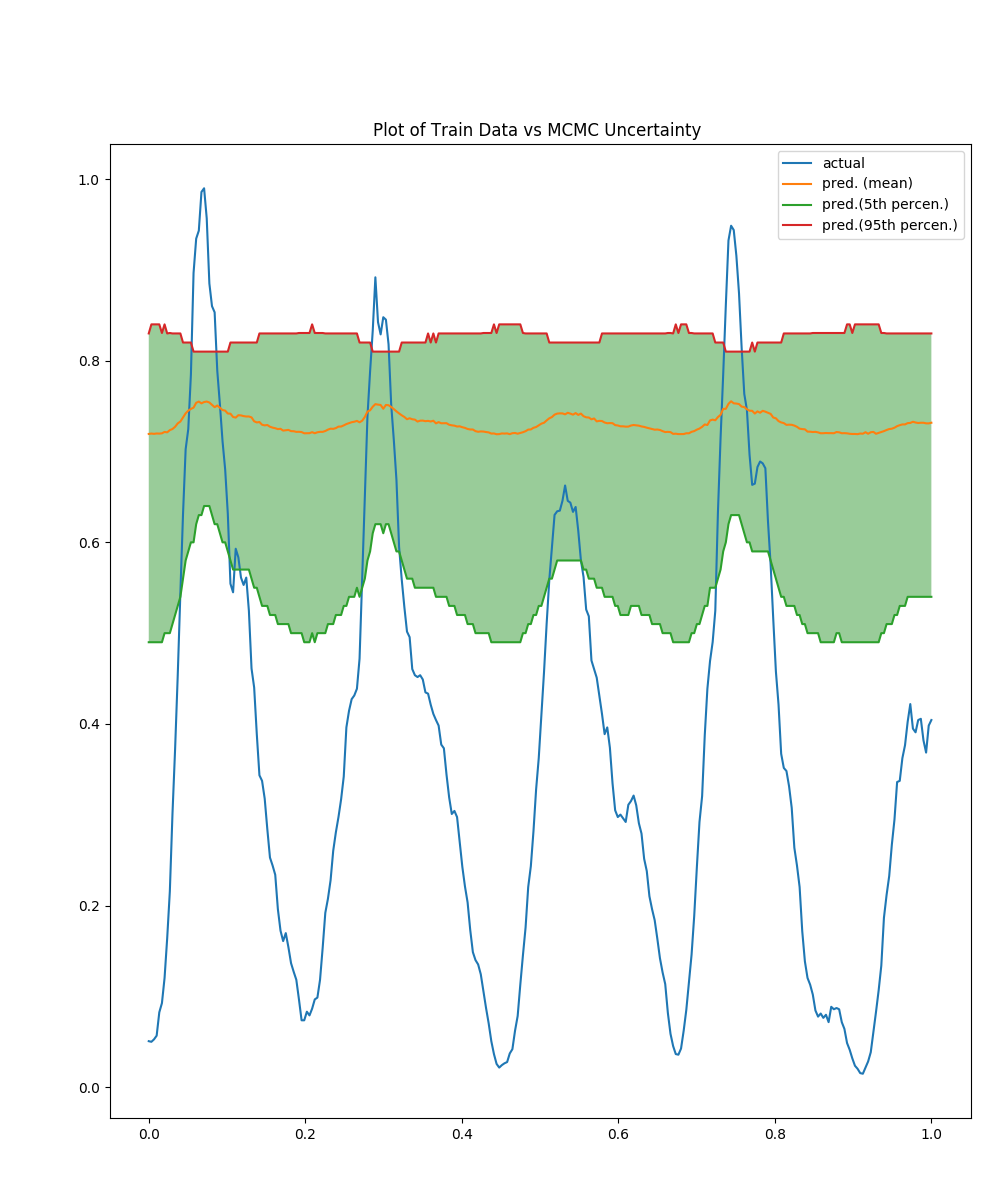 Plot of Train Data vs MCMC Uncertainty
actual
pred. (mean)
pred.(5th percen.)
pred.(95th percen.)
1.0
0.8
0.6
0.4
0.2
0.0
0.0 0.2 0.4 0.6 0.8 1.0